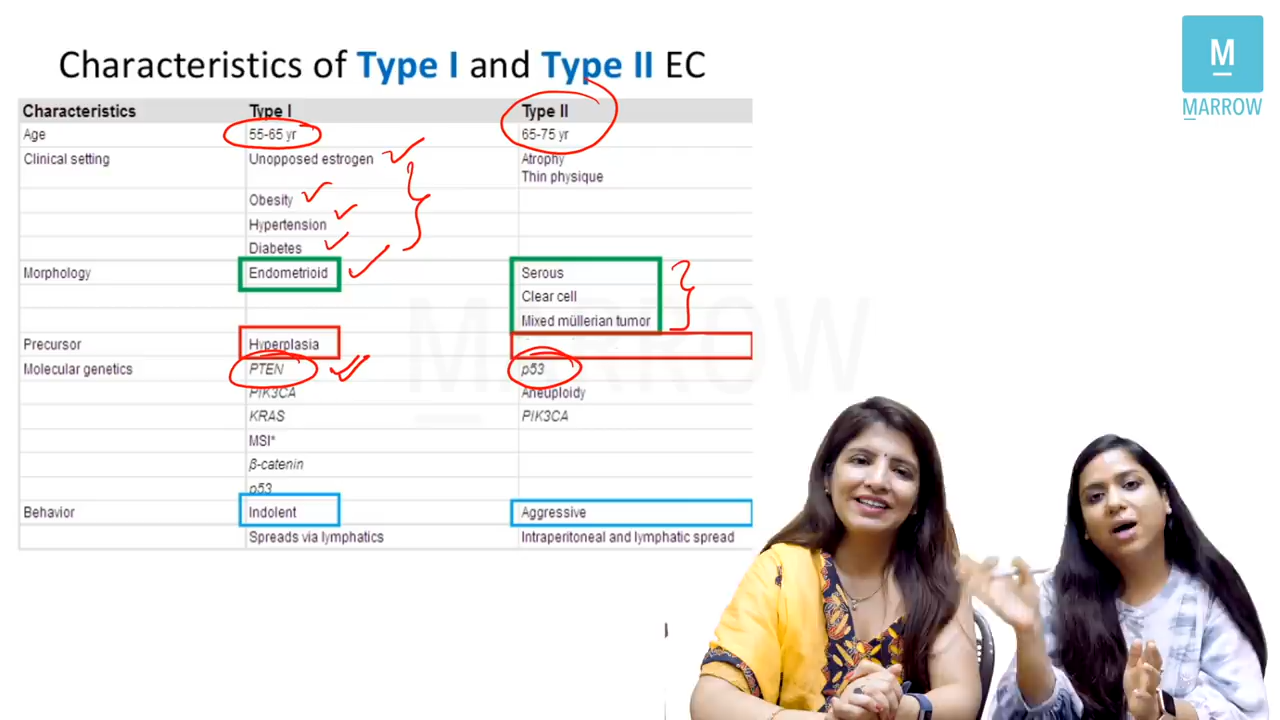 Characteristics of Type I and Type II EC
M
MARROW
Characteristics Type I Type II
Age 55-65 yr 65-75 yr
Clinical setting Unopposed estrogen Atrophy
Thin physique
Obesity
Hypertension
Diabetes
Morphology Endometrioid Serous
Clear cell
Mixed müllerian tumor
Precursor Hyperplasia
Molecular genetics PTEN p53
PIK3CA Aneuploidy
KRAS PIK3CA
MSI*
β-catenin
p53
Behavior Indolent Aggressive
Spreads via lymphatics Intraperitoneal and lymphatic spread
MARROW